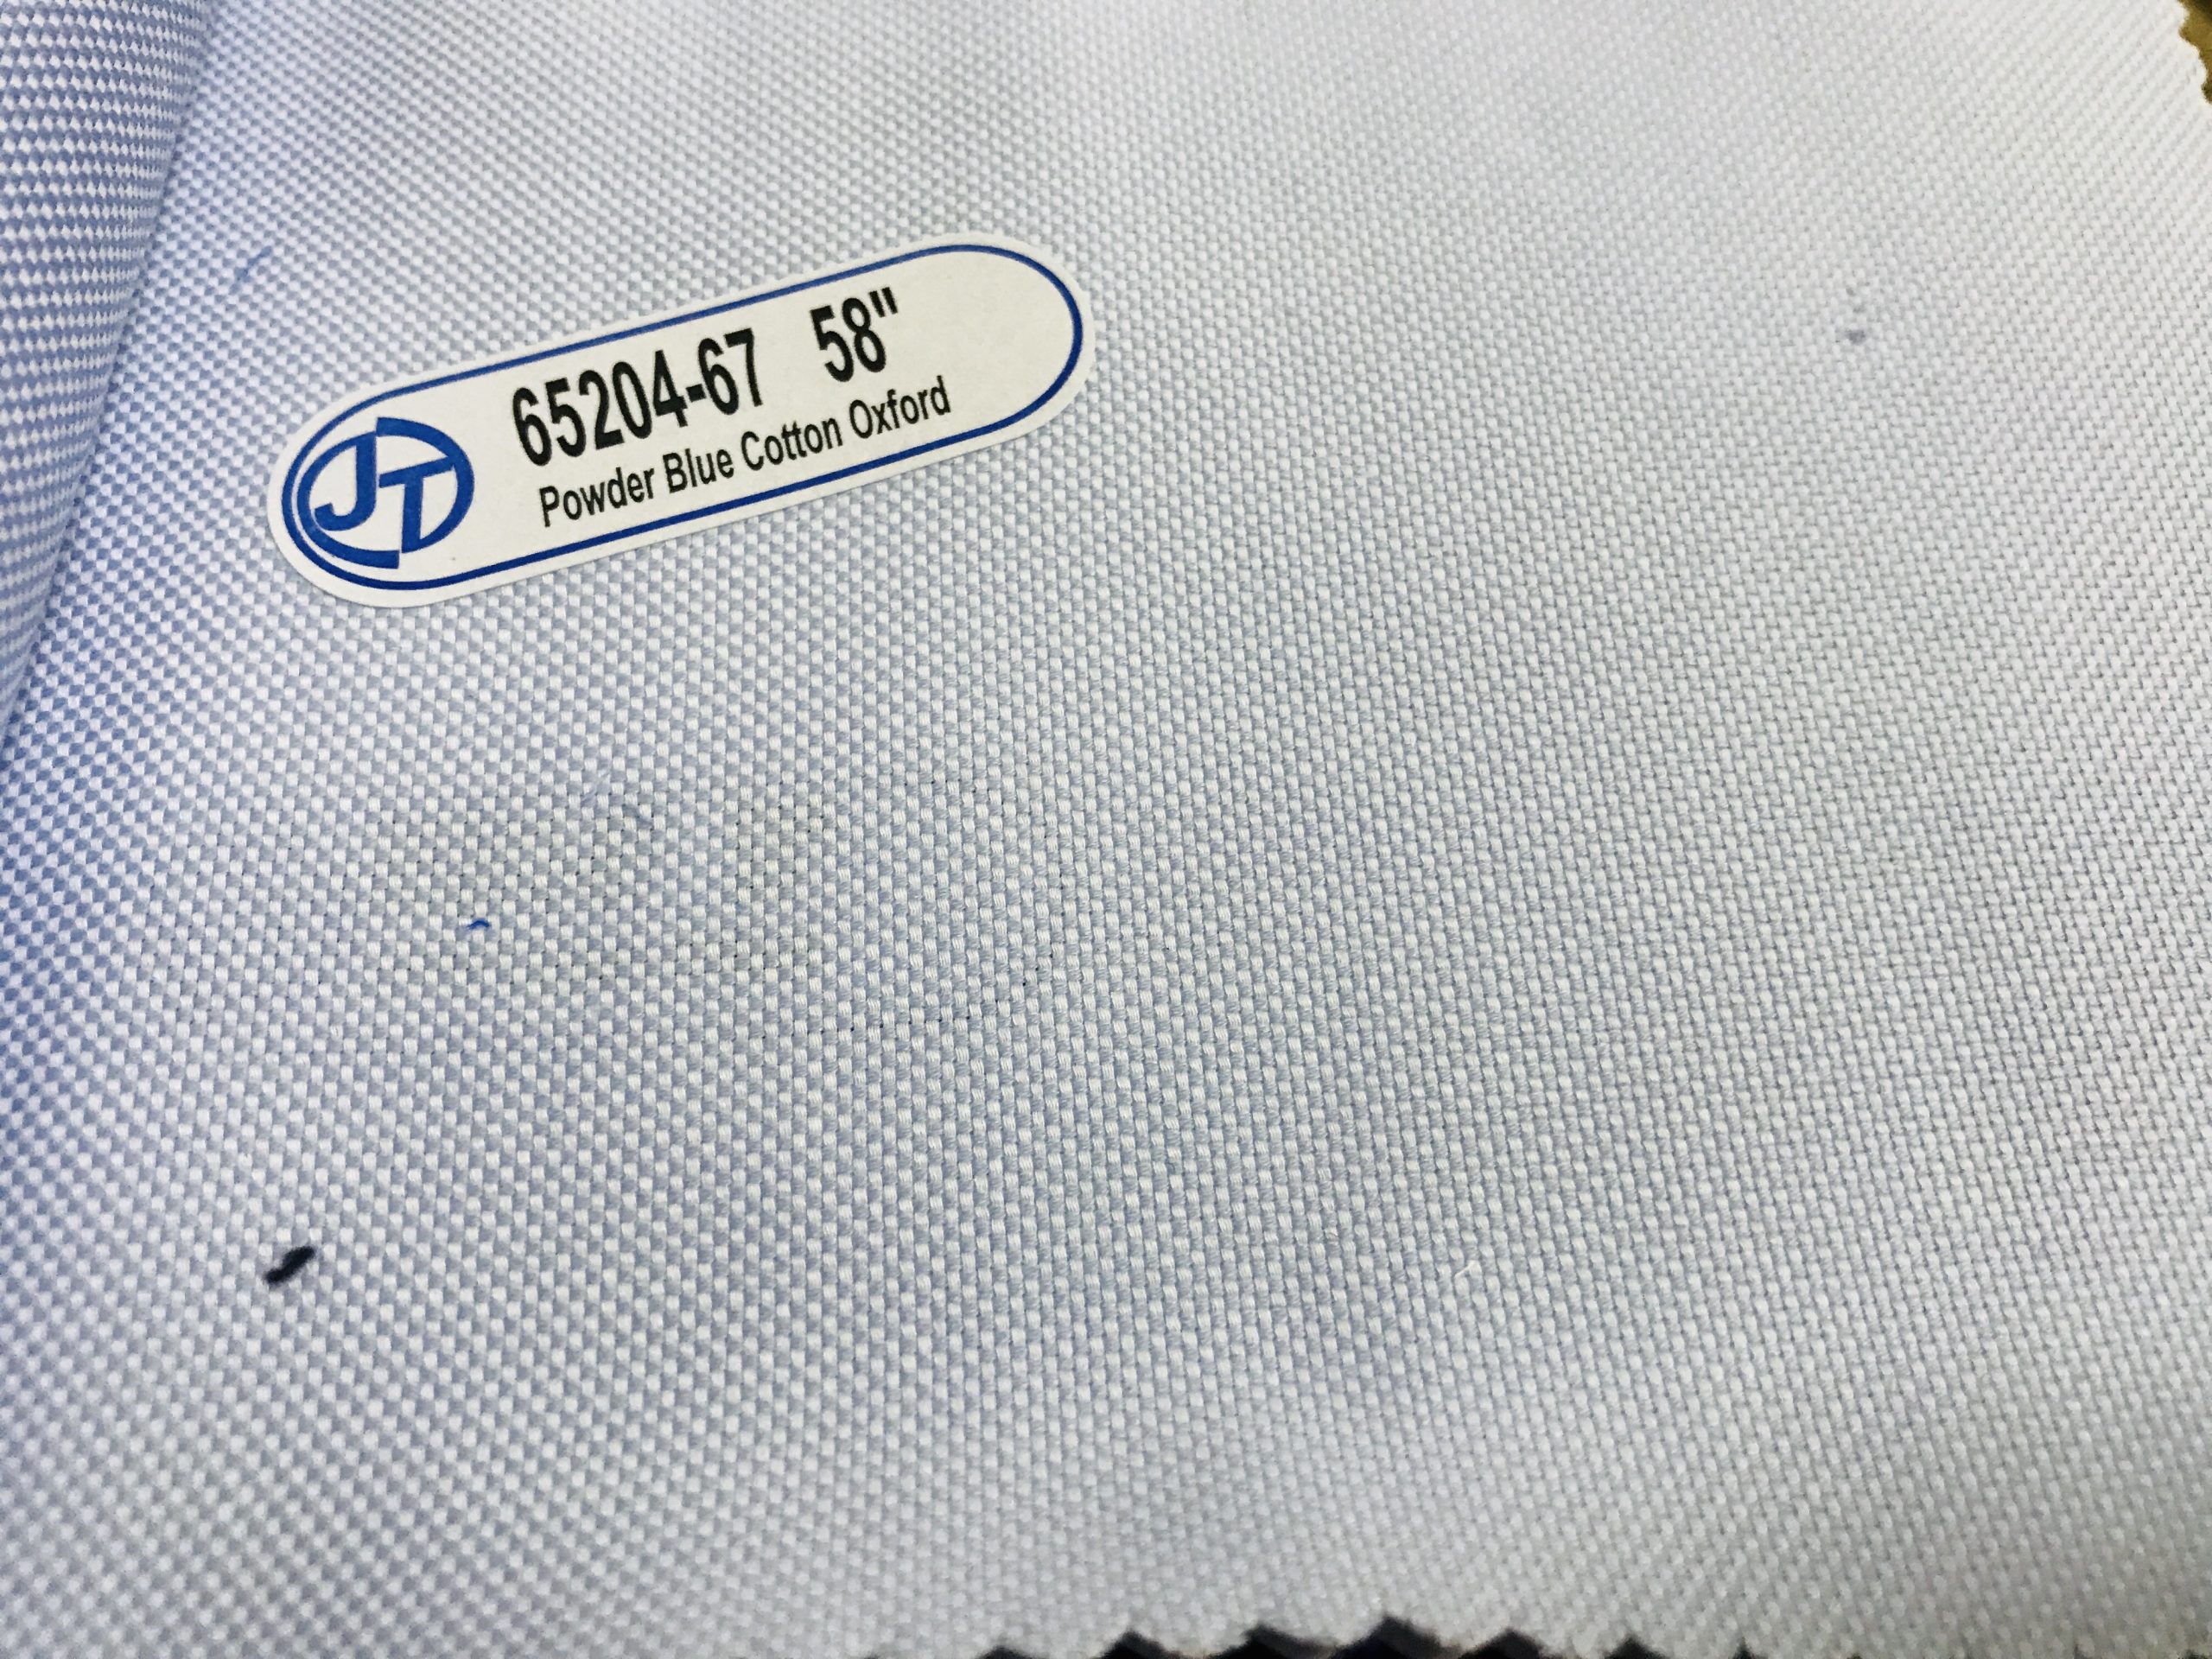 JT
65204-67 58"
Powder Blue Cotton Oxford